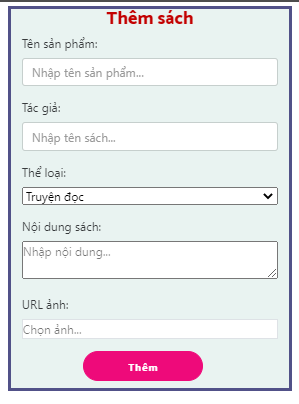 Thêm sách
Tên sản phẩm:
Nhập tên sản phẩm...
Tác giả:
Nhập tên sách...
Thể loại:
Truyện đọc
Nội dung sách:
Nhập nội dung...
URL ảnh:
Chọn ảnh...
Thêm